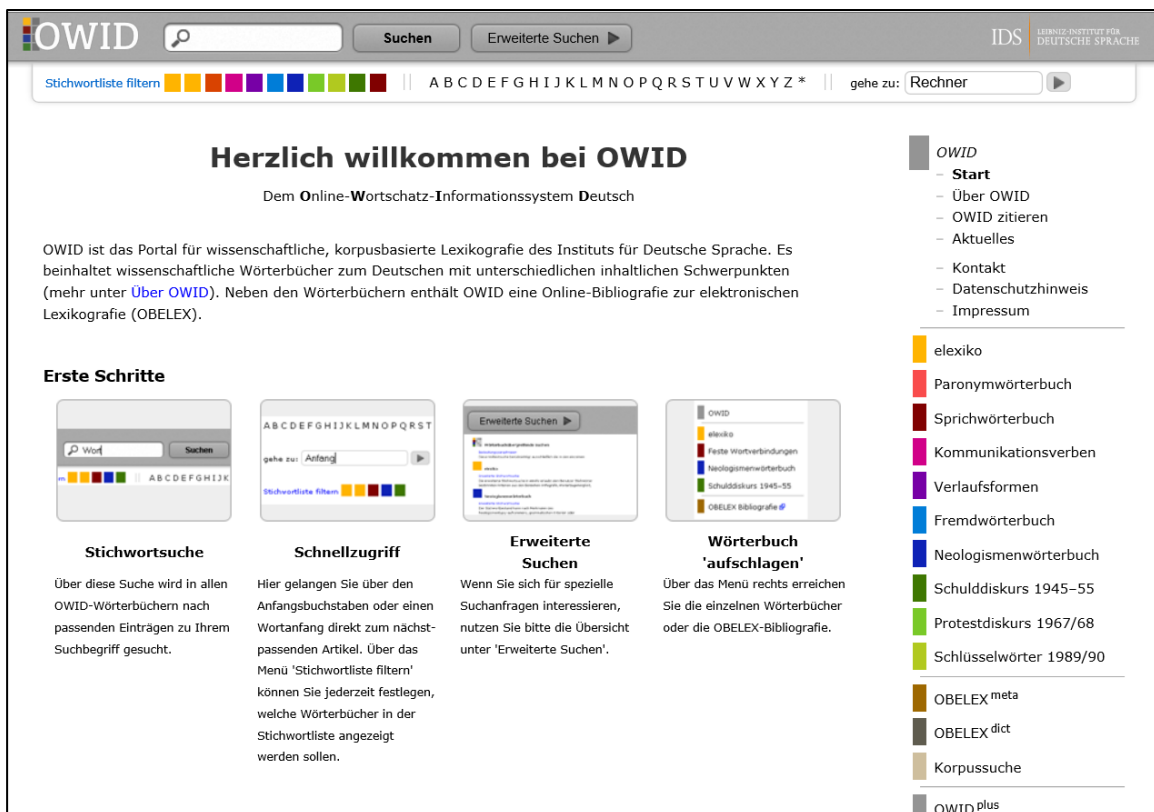 OWID
Suchen
Erweiterte Suchen
IDS LEIBNIZ-INSTITUT FÜR
DEUTSCHE SPRACHE
Stichwortliste filtern || A B C D E F G H I J K L M N O P Q R S T U V W X Y Z * || gehe zu: Rechner
Herzlich willkommen bei OWID
Dem Online-Wortschatz-Informationssystem Deutsch
OWID ist das Portal für wissenschaftliche, korpusbasierte Lexikografie des Instituts für Deutsche Sprache. Es
beinhaltet wissenschaftliche Wörterbücher zum Deutschen mit unterschiedlichen inhaltlichen Schwerpunkten
(mehr unter Über OWID). Neben den Wörterbüchern enthält OWID eine Online-Bibliografie zur elektronischen
Lexikografie (OBELEX).
Erste Schritte
Wort
Suchen
A B C D E F G H I J K
A B C D E F G H I J K L M N O P Q R S T
gehe zu: Anfang
Stichwortliste filtern
Erweiterte Suchen
elexiko
OWID
elexiko
Feste Wortverbindungen
Neologismenwörterbuch
Schulddiskurs 1945–55
OBELEX Bibliografie
Stichwortsuche
Über diese Suche wird in allen
OWID-Wörterbüchern nach
passenden Einträgen zu Ihrem
Suchbegriff gesucht.
Schnellzugriff
Hier gelangen Sie über den
Anfangsbuchstaben oder einen
Wortanfang direkt zum nächst-
passenden Artikel. Über das
Menü 'Stichwortliste filtern'
können Sie jederzeit festlegen,
welche Wörterbücher in der
Stichwortliste angezeigt
werden sollen.
Erweiterte
Suchen
Wenn Sie sich für spezielle
Suchanfragen interessieren,
nutzen Sie bitte die Übersicht
unter 'Erweiterte Suchen'.
Wörterbuch
'aufschlagen'
Über das Menü rechts erreichen
Sie die einzelnen Wörterbücher
oder die OBELEX-Bibliografie.
OWID
– Start
– Über OWID
– OWID zitieren
– Aktuelles
– Kontakt
– Datenschutzhinweis
– Impressum
elexiko
Paronymwörterbuch
Sprichwörterbuch
Kommunikationsverben
Verlaufsformen
Fremdwörterbuch
Neologismenwörterbuch
Schulddiskurs 1945–55
Protestdiskurs 1967/68
Schlüsselwörter 1989/90
OBELEX meta
OBELEX dict
Korpussuche
OWID plus